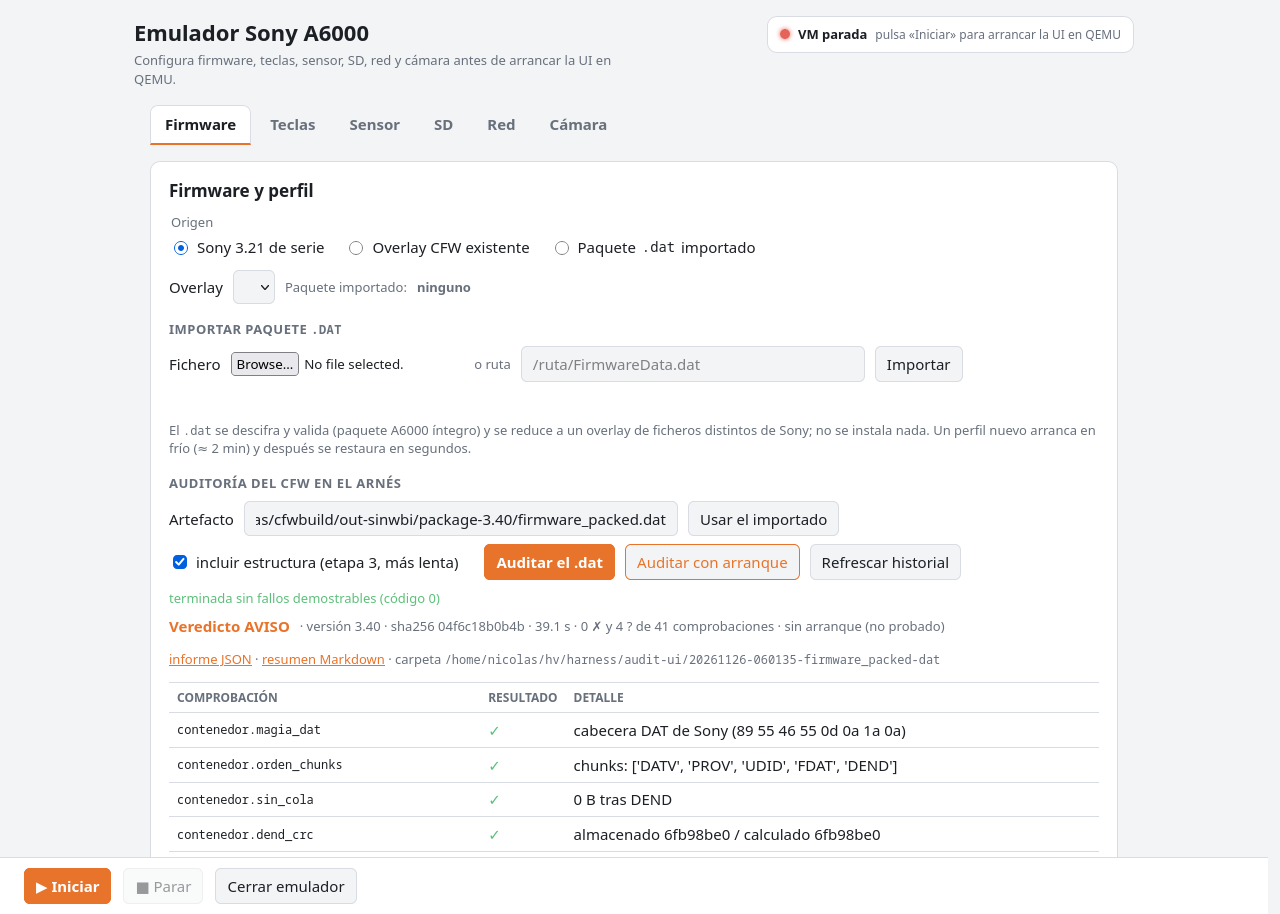 Emulador Sony A6000
VM parada pulsa «Iniciar» para arrancar la UI en QEMU
Configura firmware, teclas, sensor, SD, red y cámara antes de arrancar la UI en
QEMU.
Firmware Teclas Sensor SD Red Cámara
Firmware y perfil
Origen
Sony 3.21 de serie Overlay CFW existente Paquete .dat importado
Overlay Paquete importado: ninguno
IMPORTAR PAQUETE .DAT
Fichero Browse... No file selected. o ruta /ruta/FirmwareData.dat Importar
El .dat se descifra y valida (paquete A6000 íntegro) y se reduce a un overlay de ficheros distintos de Sony; no se instala nada. Un perfil nuevo arranca en
frío (≈ 2 min) y después se restaura en segundos.
AUDITORÍA DEL CFW EN EL ARNÉS
Artefacto as/cfwbuild/out-sinwbi/package-3.40/firmware_packed.dat Usar el importado
incluir estructura (etapa 3, más lenta) Auditar el .dat Auditar con arranque Refrescar historial
terminada sin fallos demostrables (código 0)
Veredicto AVISO · versión 3.40 · sha256 04f6c18b0b4b · 39.1 s · 0 ✗ y 4 ? de 41 comprobaciones · sin arranque (no probado)
informe JSON · resumen Markdown · carpeta /home/nicolas/hv/harness/audit-ui/20261126-060135-firmware_packed-dat
COMPROBACIÓN RESULTADO DETALLE
contenedor.magia_dat ✓ cabecera DAT de Sony (89 55 46 55 0d 0a 1a 0a)
contenedor.orden_chunks ✓ chunks: ['DATV', 'PROV', 'UDID', 'FDAT', 'DEND']
contenedor.sin_cola ✓ 0 B tras DEND
contenedor.dend_crc ✓ almacenado 6fb98be0 / calculado 6fb98be0
▶ Iniciar ■ Parar Cerrar emulador